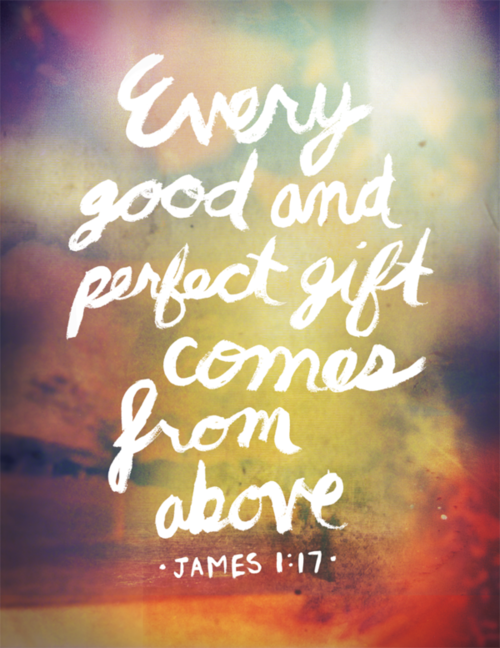 Every
good and
perfect gift
comes
from
above
· JAMES 1:17 ·